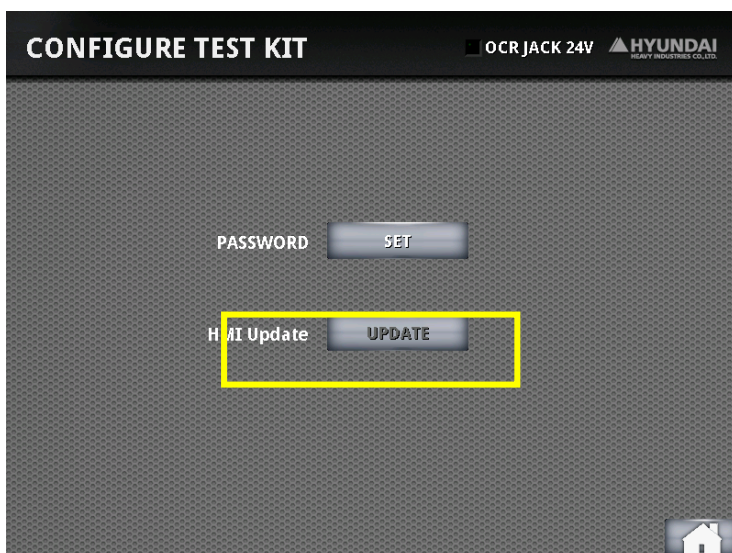 CONFIGURE TEST KIT
OCR JACK 24V
HYUNDAI
HEAVY INDUSTRIES CO.,LTD.
PASSWORD
SET
HMI Update
UPDATE